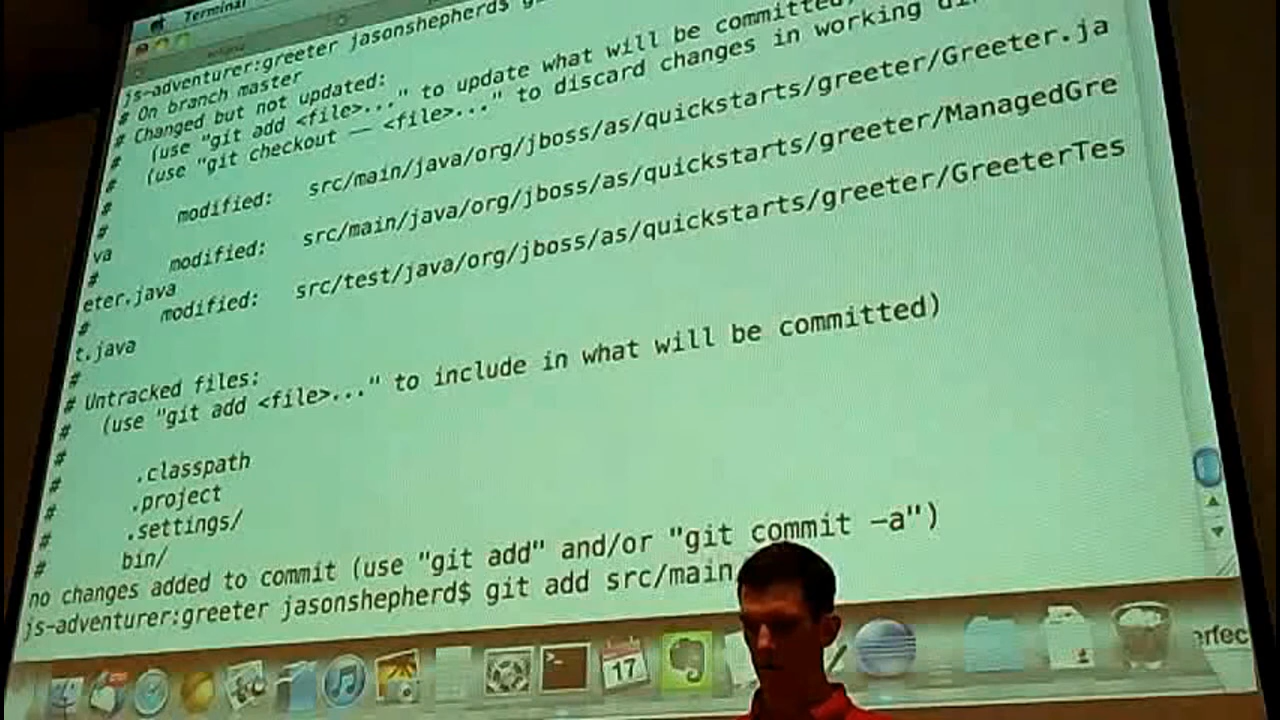 Terminal
js-adventurer:greeter jasonshepherd$
# On branch master
# Changed but not updated:
#   (use "git add <file>..." to update what will be committed)
#   (use "git checkout — <file>..." to discard changes in working
#
#       modified:   src/main/java/org/jboss/as/quickstarts/greeter/Greeter.ja
va
#       modified:   src/main/java/org/jboss/as/quickstarts/greeter/ManagedGre
eter.java
#       modified:   src/test/java/org/jboss/as/quickstarts/greeter/GreeterTes
t.java
#
# Untracked files:
#   (use "git add <file>..." to include in what will be committed)
#
#       .classpath
#       .project
#       .settings/
#       bin/
no changes added to commit (use "git add" and/or "git commit —a")
js-adventurer:greeter jasonshepherd$ git add src/main
17
erfec